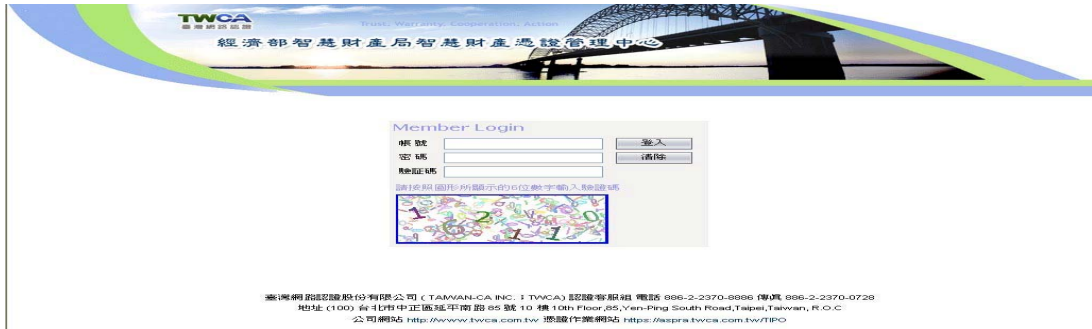 TWCA
臺灣網路認證
Trust, Warranty, Cooperation, Action
經濟部智慧財產局智慧財產憑證管理中心
Member Login
帳 號
登入
密 碼
清除
驗証碼
請按照圖形所顯示的6位數字輸入驗證碼
臺灣網路認證股份有限公司 ( TAIWAN-CA INC. ; TWCA) 認證客服組 電話 886-2-2370-8886 傳真 886-2-2370-0728
地址 (100) 台北市中正區延平南路 85 號 10 樓 10th Floor,85,Yen-Ping South Road,Taipei,Taiwan, R.O.C
公司網站 http://www.twca.com.tw 憑證作業網站 https://aspra.twca.com.tw/TIPO